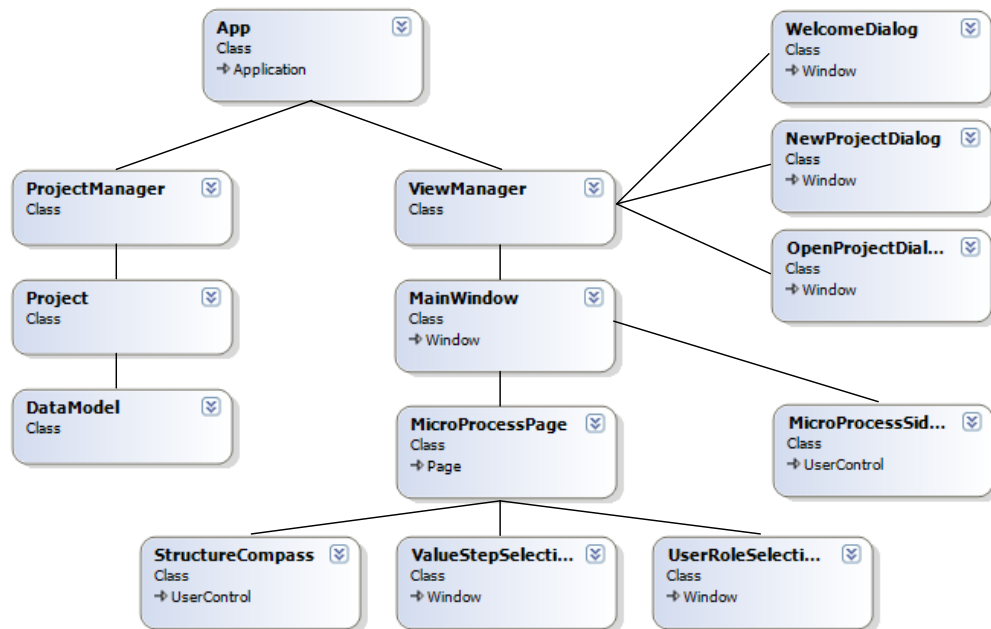 App
Class
Application
WelcomeDialog
Class
Window
NewProjectDialog
Class
Window
ProjectManager
Class
ViewManager
Class
OpenProjectDial...
Class
Window
Project
Class
MainWindow
Class
Window
DataModel
Class
MicroProcessPage
Class
Page
MicroProcessSid...
Class
UserControl
StructureCompass
Class
UserControl
ValueStepSelecti...
Class
Window
UserRoleSelecti...
Class
Window